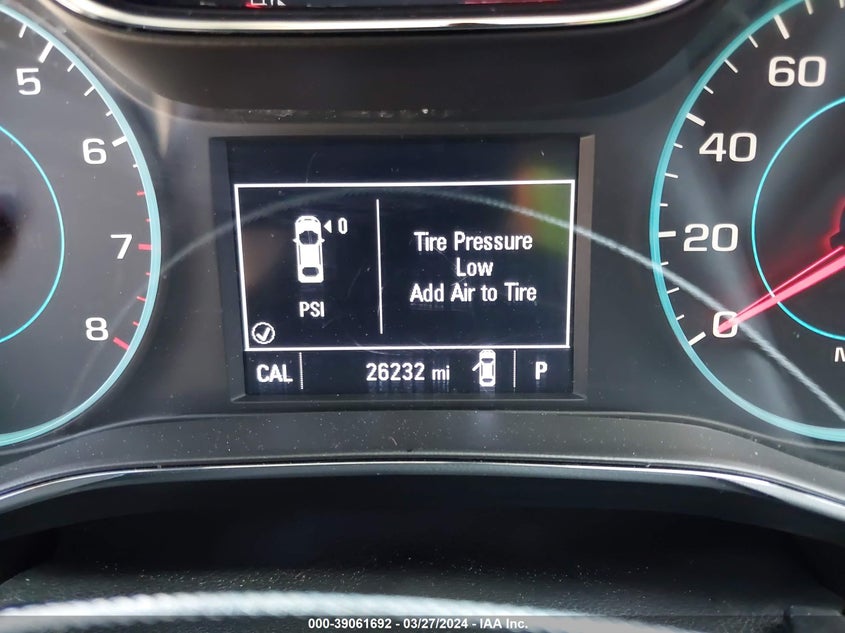 5
6
7
8
0
PSI
Tire Pressure
Low
Add Air to Tire
CAL
26232 mi
P
60
40
20
0
M
000-39061692 - 03/27/2024 - IAA Inc.